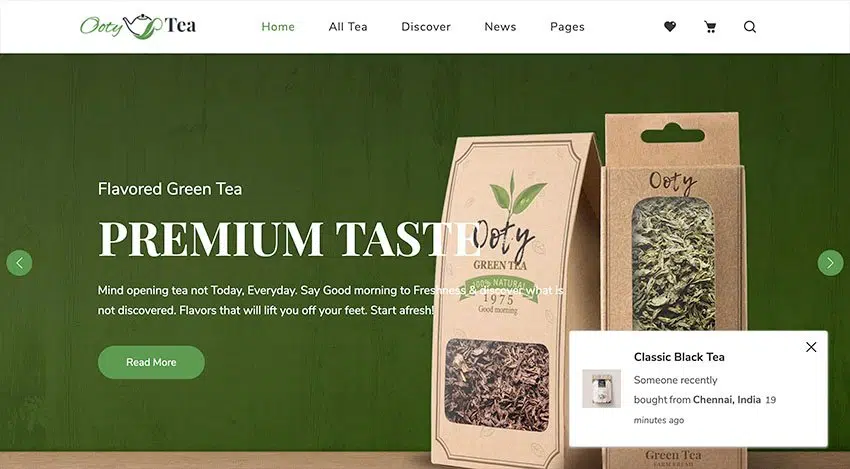 Ooty Tea
Home All Tea Discover News Pages
Flavored Green Tea
PREMIUM TASTE
Mind opening tea not Today, Everyday. Say Good morning to Freshness & discover what is
not discovered. Flavors that will lift you off your feet. Start afresh!
Read More
Ooty
GREEN TEA
100% NATURAL
1975
Good morning
Ooty
Classic Black Tea
Someone recently
bought from Chennai, India 19
minutes ago
Green Tea
FARM FRESH